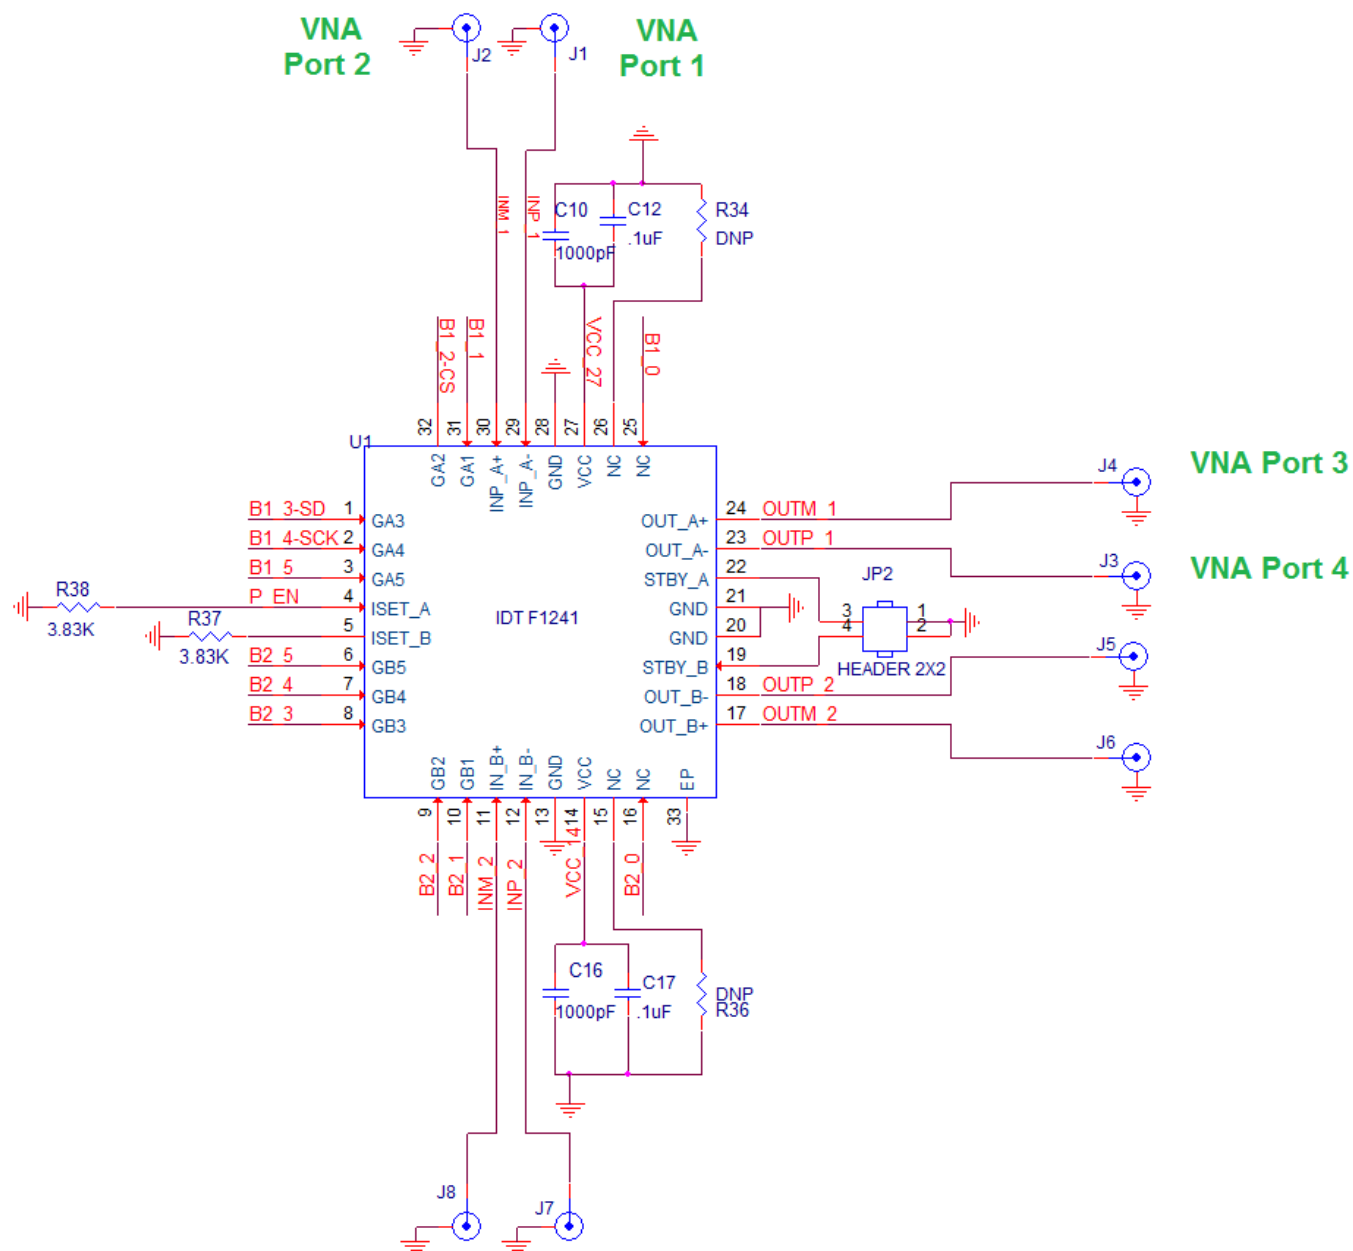 VNA
Port 2
VNA
Port 1
J2
J1
INM_1
INP_1
C10
1000pF
C12
.1uF
R34
DNP
B1_2-CS
B1_1
VCC_27
B1_0
32
31
30
29
28
27
26
25
U1
GA2
GA1
INP_A+
INP_A-
GND
VCC
NC
NC
B1_3-SD
1
GA3
B1_4-SCK
2
GA4
B1_5
3
GA5
R38
3.83K
P_EN
4
ISET_A
R37
3.83K
5
ISET_B
B2_5
6
GB5
B2_4
7
GB4
B2_3
8
GB3
IDT F1241
OUT_A+
24
OUTM_1
OUT_A-
23
OUTP_1
STBY_A
22
GND
21
GND
20
STBY_B
19
OUT_B-
18
OUTP_2
OUT_B+
17
OUTM_2
J4
VNA Port 3
J3
VNA Port 4
JP2
3
4
1
2
HEADER 2X2
J5
J6
GB2
GB1
IN_B+
IN_B-
GND
VCC
NC
NC
EP
9
10
11
12
13
14
15
16
33
B2_2
B2_1
INM_2
INP_2
VCC_14
B2_0
C16
1000pF
C17
.1uF
DNP
R36
J8
J7